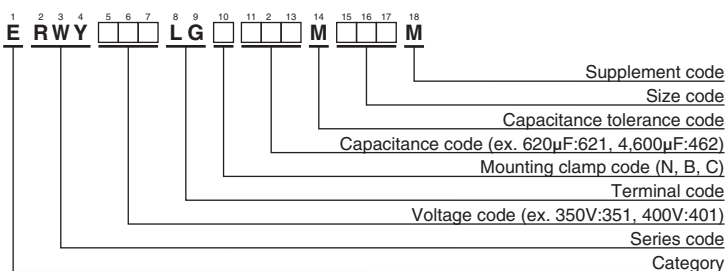 1 2 3 4 5 6 7 8 9 10 11 2 13 14 15 16 17 18
E RWY □□□ LG □ □□□ M □□□ M
Supplement code
Size code
Capacitance tolerance code
Capacitance code (ex. 620µF:621, 4,600µF:462)
Mounting clamp code (N, B, C)
Terminal code
Voltage code (ex. 350V:351, 400V:401)
Series code
Category